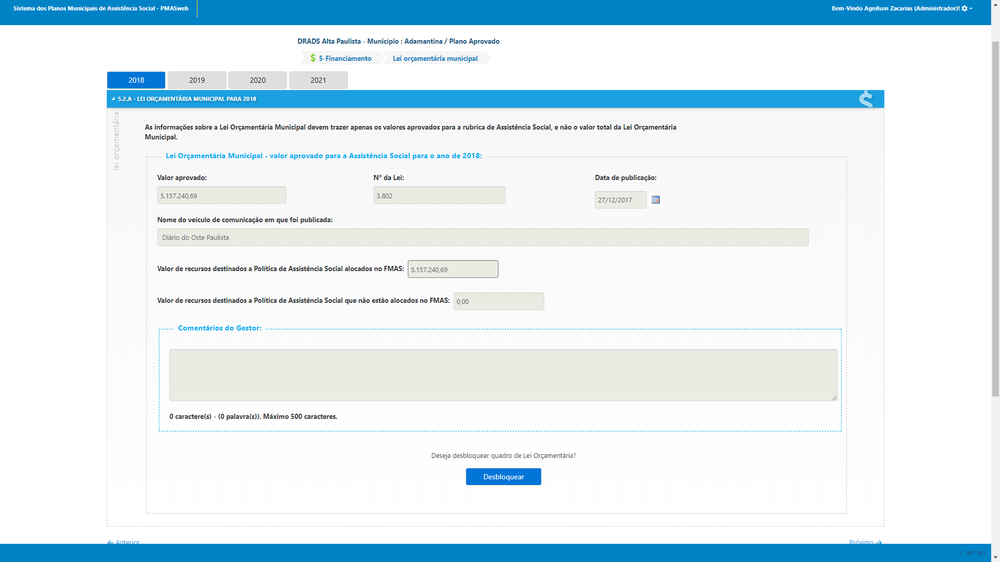 Sistema dos Planos Municipais de Assistência Social - PMASweb
Bem-Vindo Agnilson Zacarias (Administrador)!
DRADS Alta Paulista - Município : Adamantina / Plano Aprovado
5-Financiamento
Lei orçamentária municipal
2018
2019
2020
2021
5.2.A - LEI ORÇAMENTÁRIA MUNICIPAL PARA 2018
lei orçamentária
As informações sobre a Lei Orçamentária Municipal devem trazer apenas os valores aprovados para a rubrica de Assistência Social, e não o valor total da Lei Orçamentária
Municipal.
Lei Orçamentária Municipal - valor aprovado para a Assistência Social para o ano de 2018:
Valor aprovado:
Nº da Lei:
Data de publicação:
5.157.240,69
3.802
27/12/2017
Nome do veículo de comunicação em que foi publicada:
Diário do Oste Paulista
Valor de recursos destinados a Política de Assistência Social alocados no FMAS:
5.157.240,69
Valor de recursos destinados a Política de Assistência Social que não estão alocados no FMAS:
0,00
Comentários do Gestor:
0 caractere(s) - (0 palavra(s)). Máximo 500 caracteres.
Deseja desbloquear quadro de Lei Orçamentária?
Desbloquear
← Anterior
Próximo →
V. 19.11.6.1